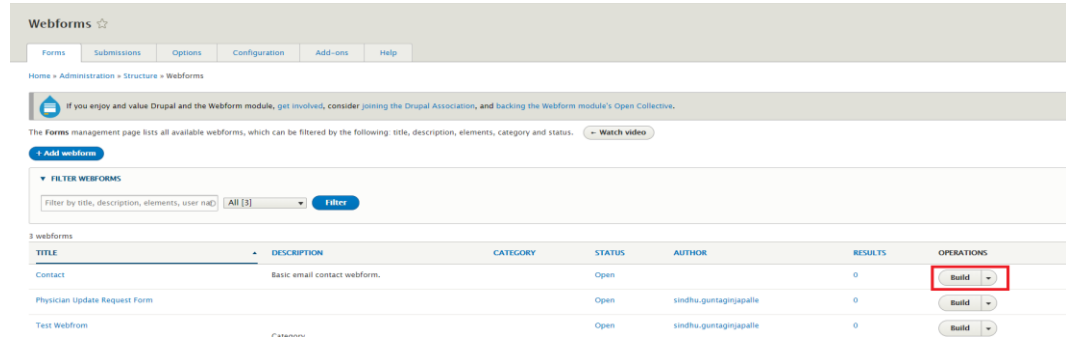 Webforms
Forms Submissions Options Configuration Add-ons Help
Home » Administration » Structure » Webforms
If you enjoy and value Drupal and the Webform module, get involved, consider joining the Drupal Association, and backing the Webform module's Open Collective.
The Forms management page lists all available webforms, which can be filtered by the following: title, description, elements, category and status. ← Watch video
+ Add webform
▼ FILTER WEBFORMS
Filter by title, description, elements, user na All [3] Filter
3 webforms
TITLE DESCRIPTION CATEGORY STATUS AUTHOR RESULTS OPERATIONS
Contact Basic email contact webform. Open 0 Build
Physician Update Request Form Open sindhu.guntaginjapalle 0 Build
Test Webfrom Open sindhu.guntaginjapalle 0 Build
Category